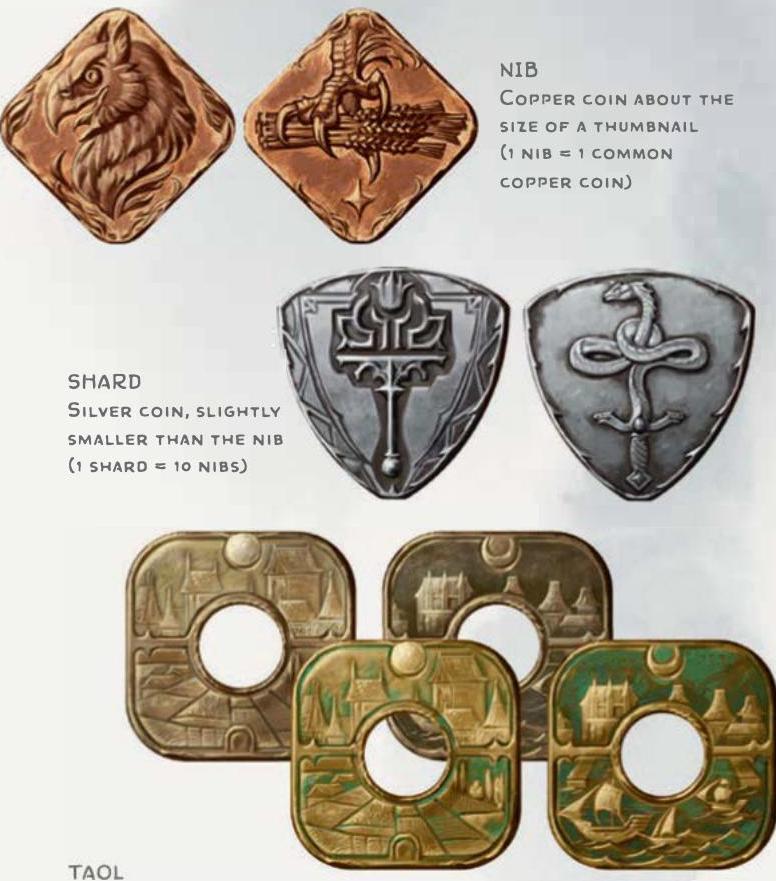 NIB
COPPER COIN ABOUT THE
SIZE OF A THUMBNAIL
(1 NIB = 1 COMMON
COPPER COIN)
SHARD
SILVER COIN, SLIGHTLY
SMALLER THAN THE NIB
(1 SHARD = 10 NIBS)
TAOL